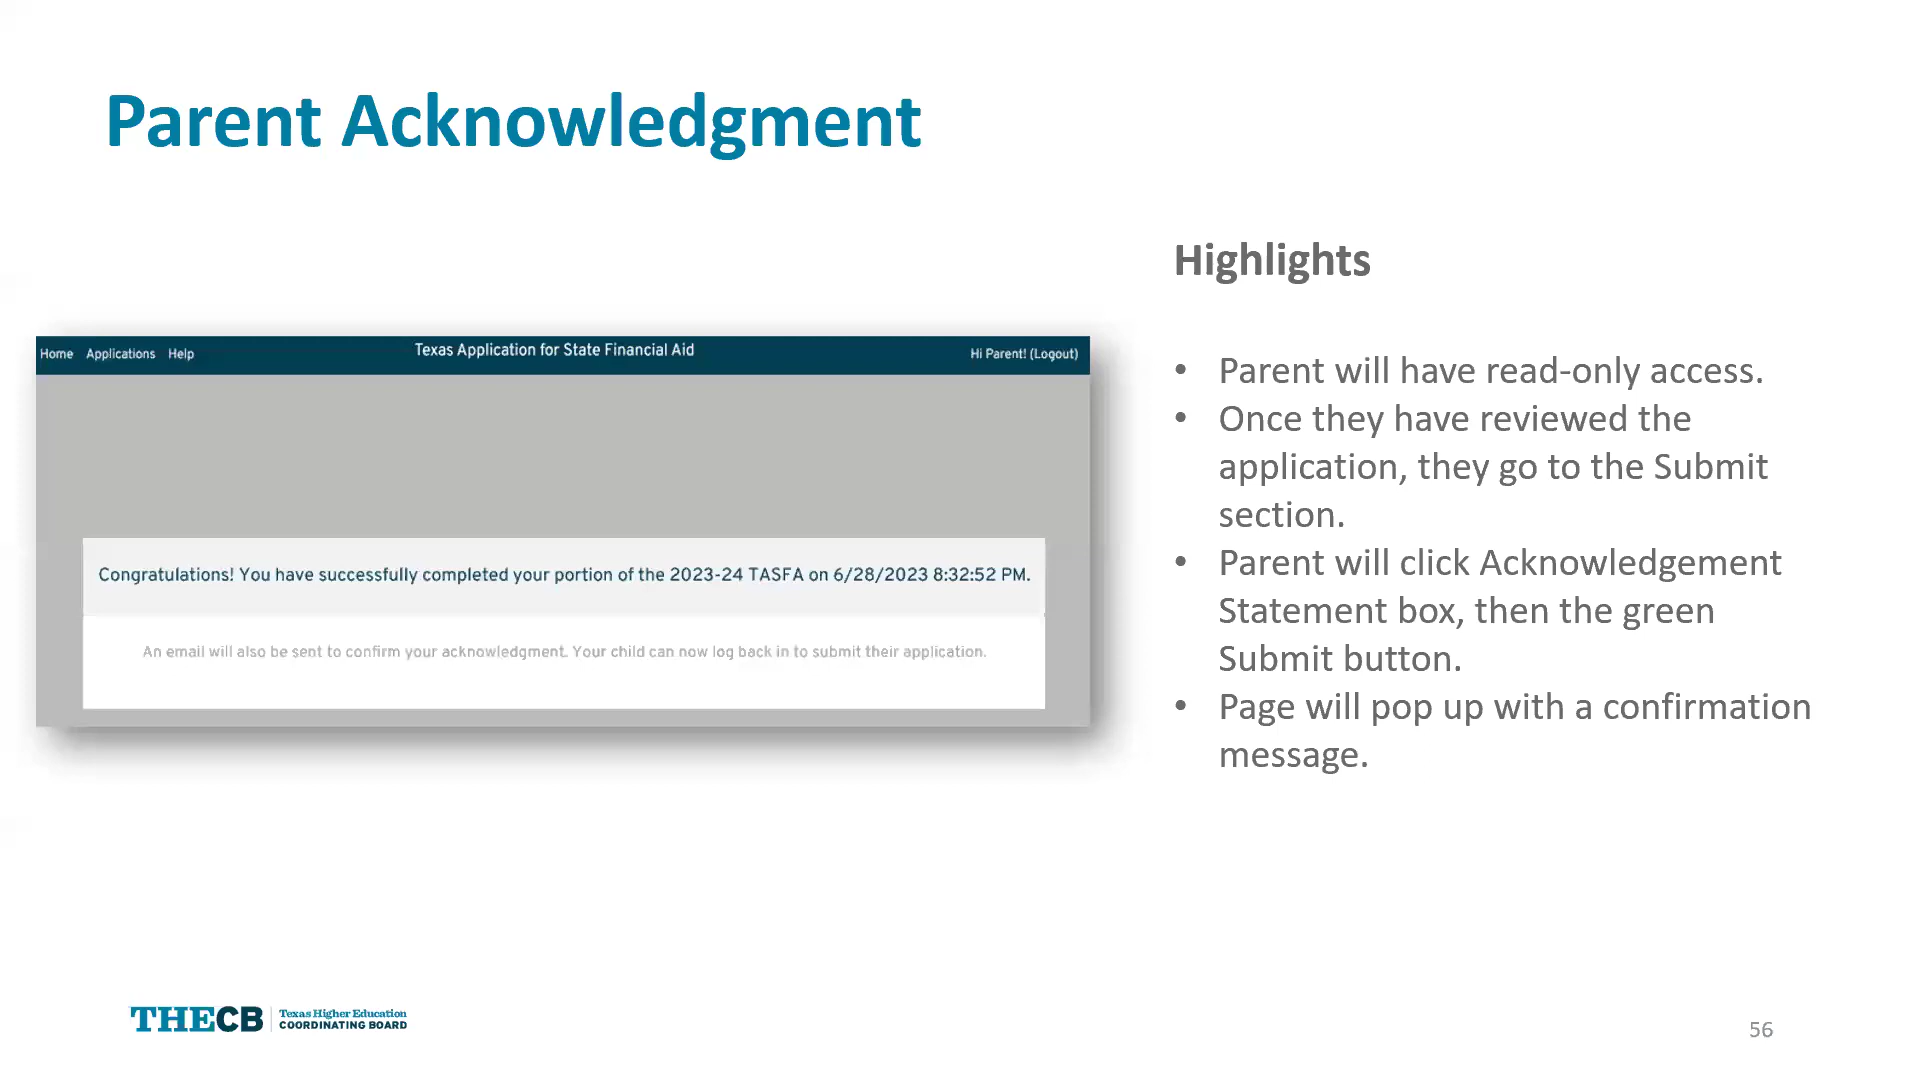 Parent Acknowledgment
Home Applications Help
Texas Application for State Financial Aid
Hi Parent! (Logout)
Congratulations! You have successfully completed your portion of the 2023-24 TASFA on 6/28/2023 8:32:52 PM.
An email will also be sent to confirm your acknowledgment. Your child can now log back in to submit their application.
Highlights
• Parent will have read-only access.
• Once they have reviewed the
application, they go to the Submit
section.
• Parent will click Acknowledgement
Statement box, then the green
Submit button.
• Page will pop up with a confirmation
message.
THECB
Texas Higher Education
COORDINATING BOARD
56